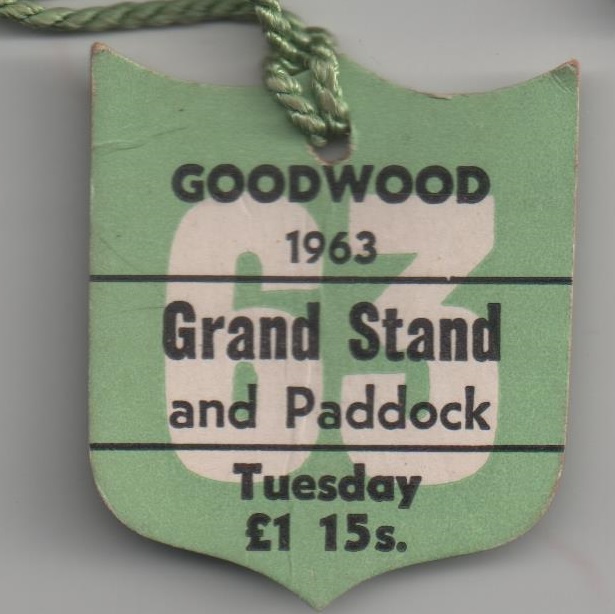 GOODWOOD
1963
63
Grand Stand
and Paddock
Tuesday
£1 15s.